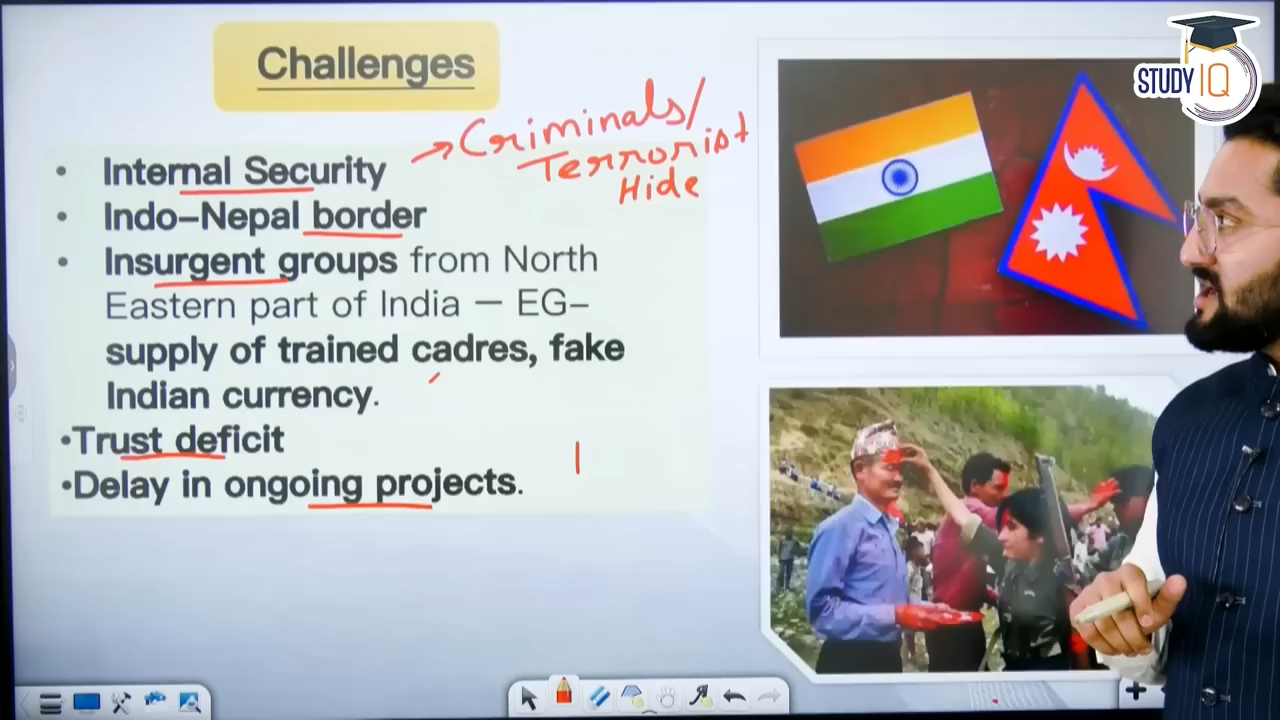 Challenges
• Internal Security
→ Criminals/
Terrorist
Hide
• Indo-Nepal border
• Insurgent groups from North
Eastern part of India – EG-
supply of trained cadres, fake
Indian currency.
•Trust deficit
•Delay in ongoing projects.
STUDY IQ